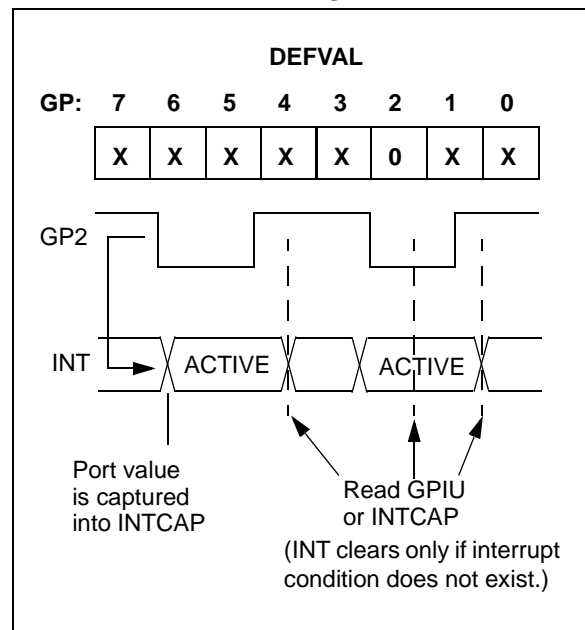 DEFVAL
GP: 7 6 5 4 3 2 1 0
X X X X X 0 X X
GP2
INT ACTIVE ACTIVE
Port value
is captured
into INTCAP
Read GPIU
or INTCAP
(INT clears only if interrupt
condition does not exist.)